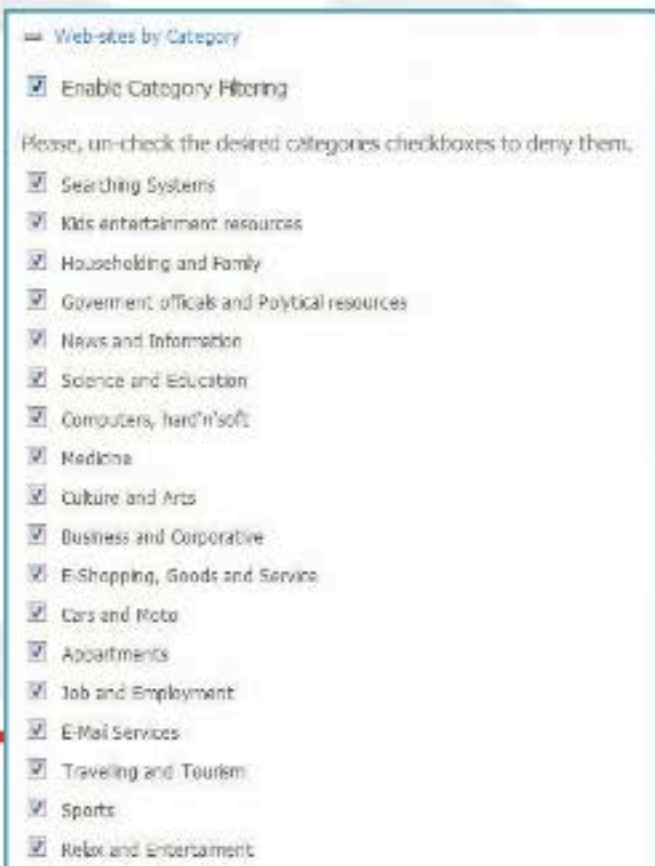 Web-sites by Category
Enable Category Filtering
Please, un-check the desired categories checkboxes to deny them.
Searching Systems
Kids entertainment resources
Householding and Family
Goverment officals and Polytical resources
News and Information
Science and Education
Computers, hard'n'soft
Medicine
Culture and Arts
Business and Corporative
E-Shopping, Goods and Service
Cars and Moto
Appartments
Job and Employment
E-Mail Services
Traveling and Tourism
Sports
Relax and Entertament